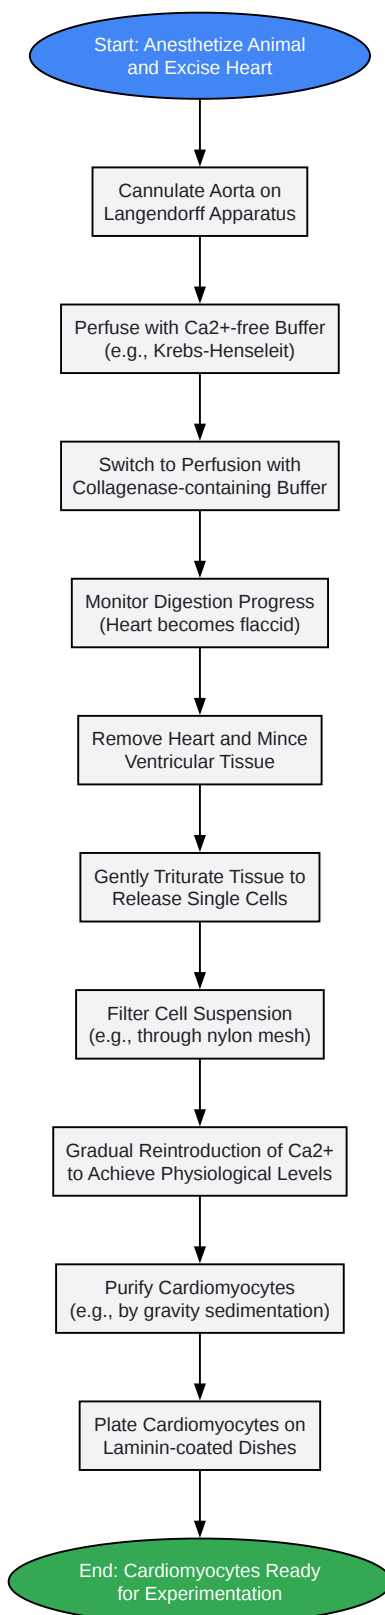 Start: Anesthetize Animal
and Excise Heart
Cannulate Aorta on
Langendorff Apparatus
Perfuse with Ca2+-free Buffer
(e.g., Krebs-Henseleit)
Switch to Perfusion with
Collagenase-containing Buffer
Monitor Digestion Progress
(Heart becomes flaccid)
Remove Heart and Mince
Ventricular Tissue
Gently Triturate Tissue to
Release Single Cells
Filter Cell Suspension
(e.g., through nylon mesh)
Gradual Reintroduction of Ca2+
to Achieve Physiological Levels
Purify Cardiomyocytes
(e.g., by gravity sedimentation)
Plate Cardiomyocytes on
Laminin-coated Dishes
End: Cardiomyocytes Ready
for Experimentation